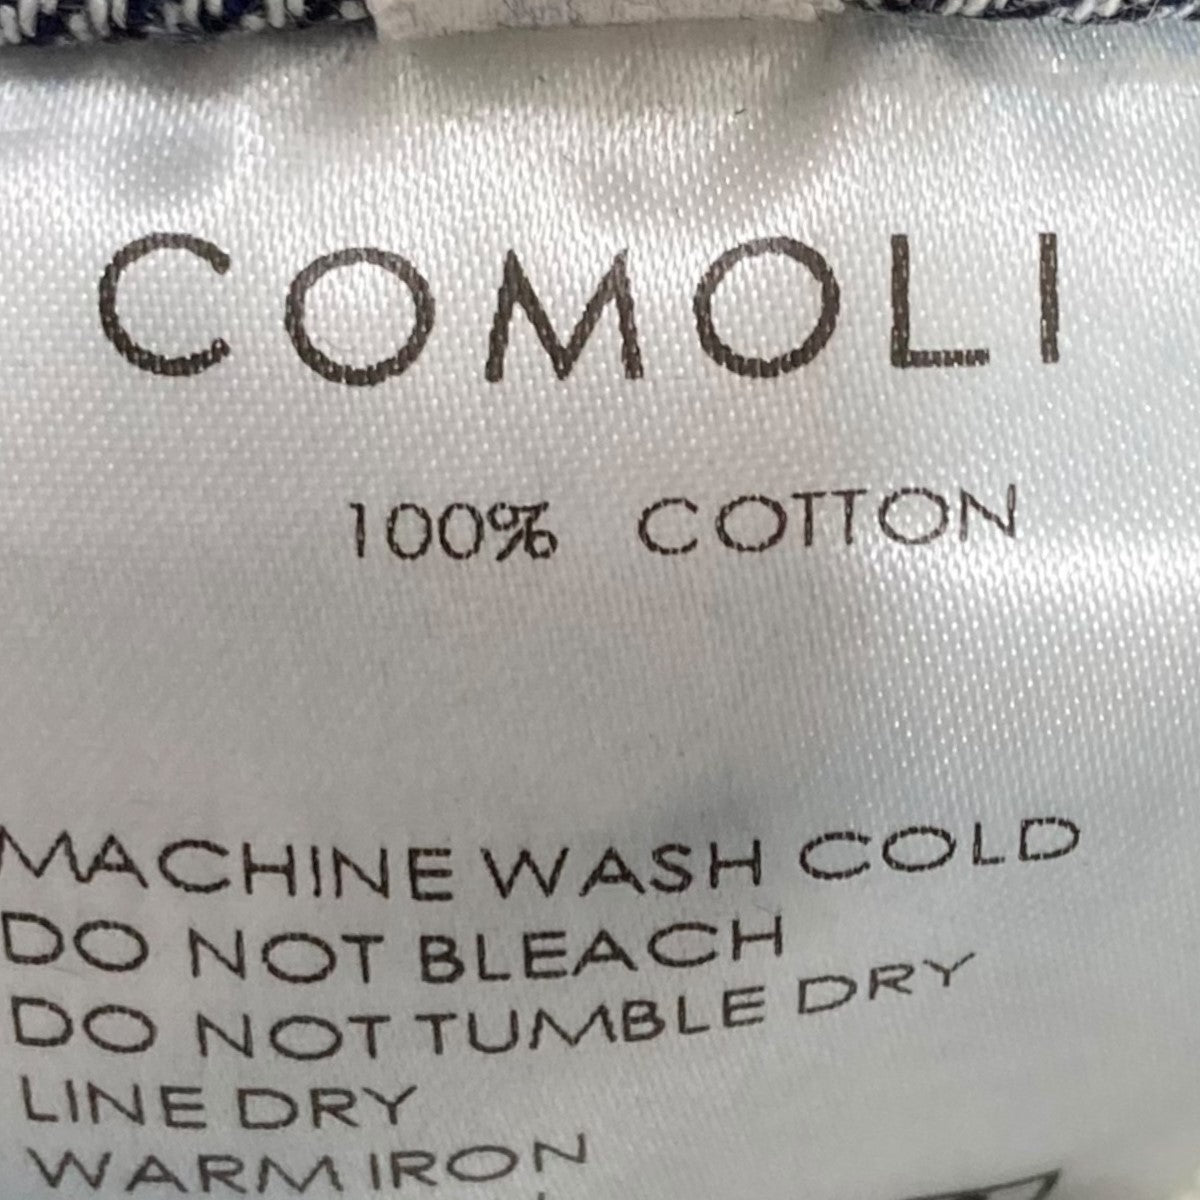 COMOLI
100% COTTON
MACHINE WASH COLD
DO NOT BLEACH
DO NOT TUMBLE DRY
LINE DRY
WARM IRON